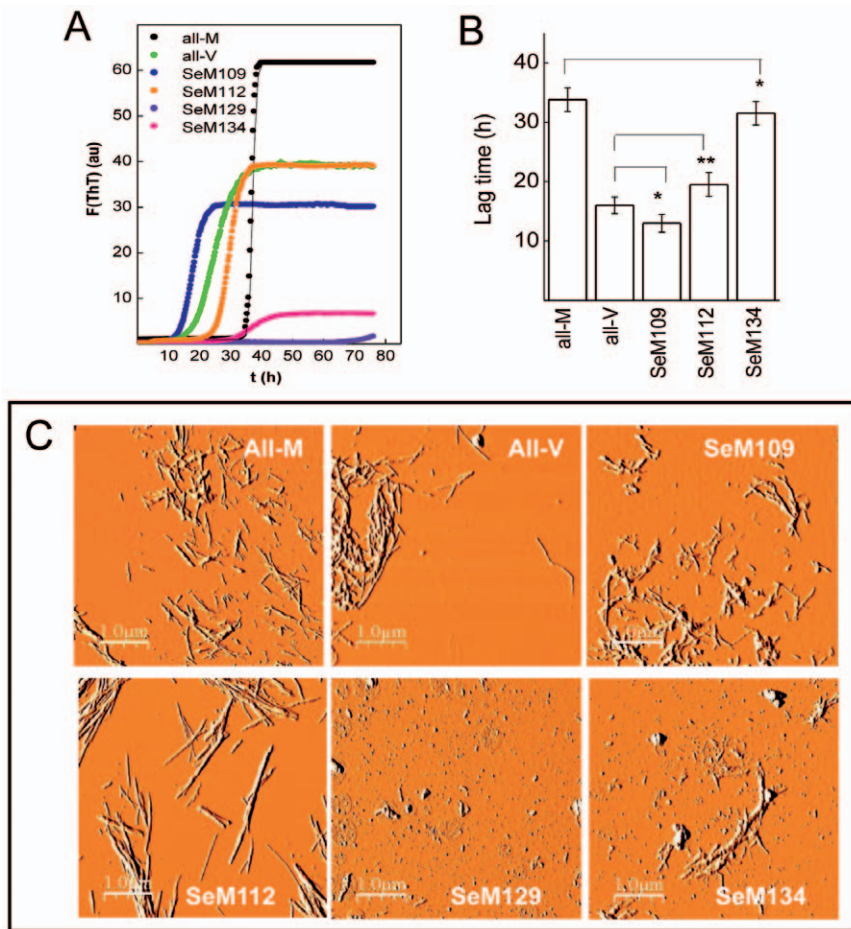 A
all-M
all-V
SeM109
SeM112
SeM129
SeM134
F(ThT) (au)
60
50
40
30
20
10
10 20 30 40 50 60 70 80
t (h)
B
Lag time (h)
40
30
20
10
*
**
*
all-M
all-V
SeM109
SeM112
SeM134
C
All-M
1.0µm
All-V
1.0µm
SeM109
1.0µm
SeM112
1.0µm
SeM129
1.0µm
SeM134
1.0µm